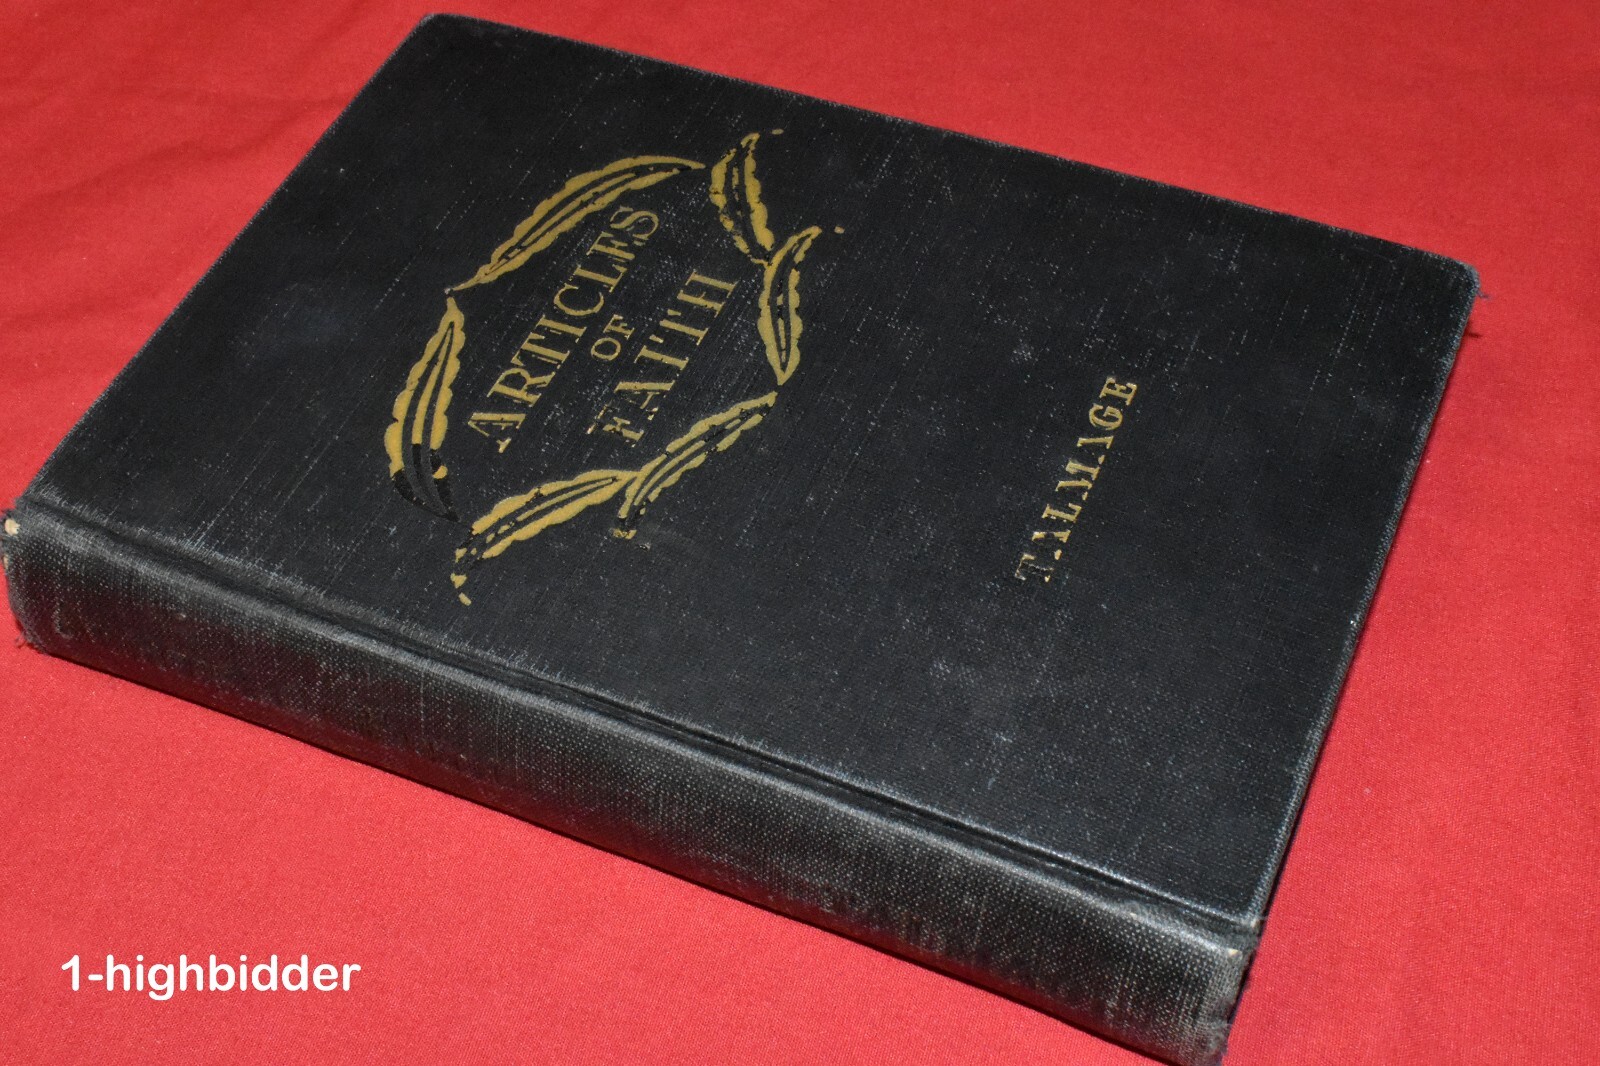 ARTICLES
OF
FAITH
TALMAGE
1-highbidder